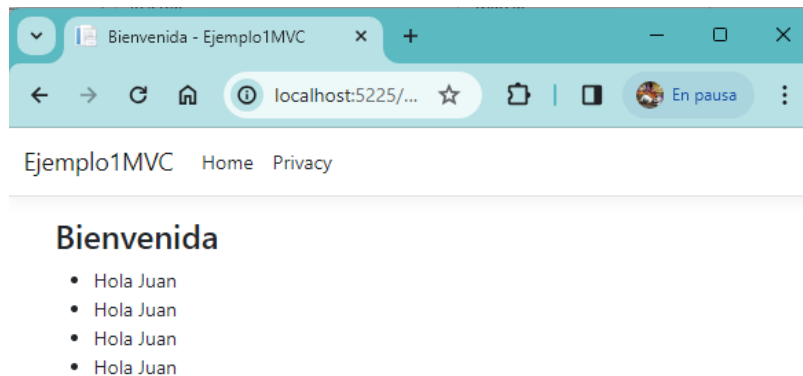 Bienvenida - Ejemplo1MVC
localhost:5225/...
En pausa
Ejemplo1MVC Home Privacy
Bienvenida
Hola Juan
Hola Juan
Hola Juan
Hola Juan